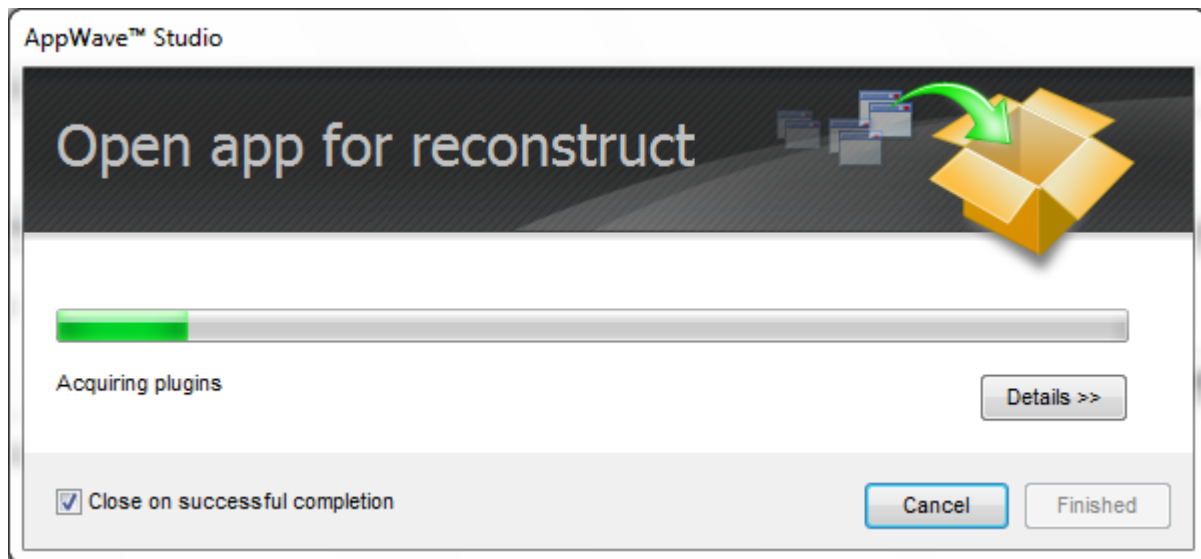 AppWave™ Studio
Open app for reconstruct
Acquiring plugins
Details >>
Close on successful completion
Cancel
Finished